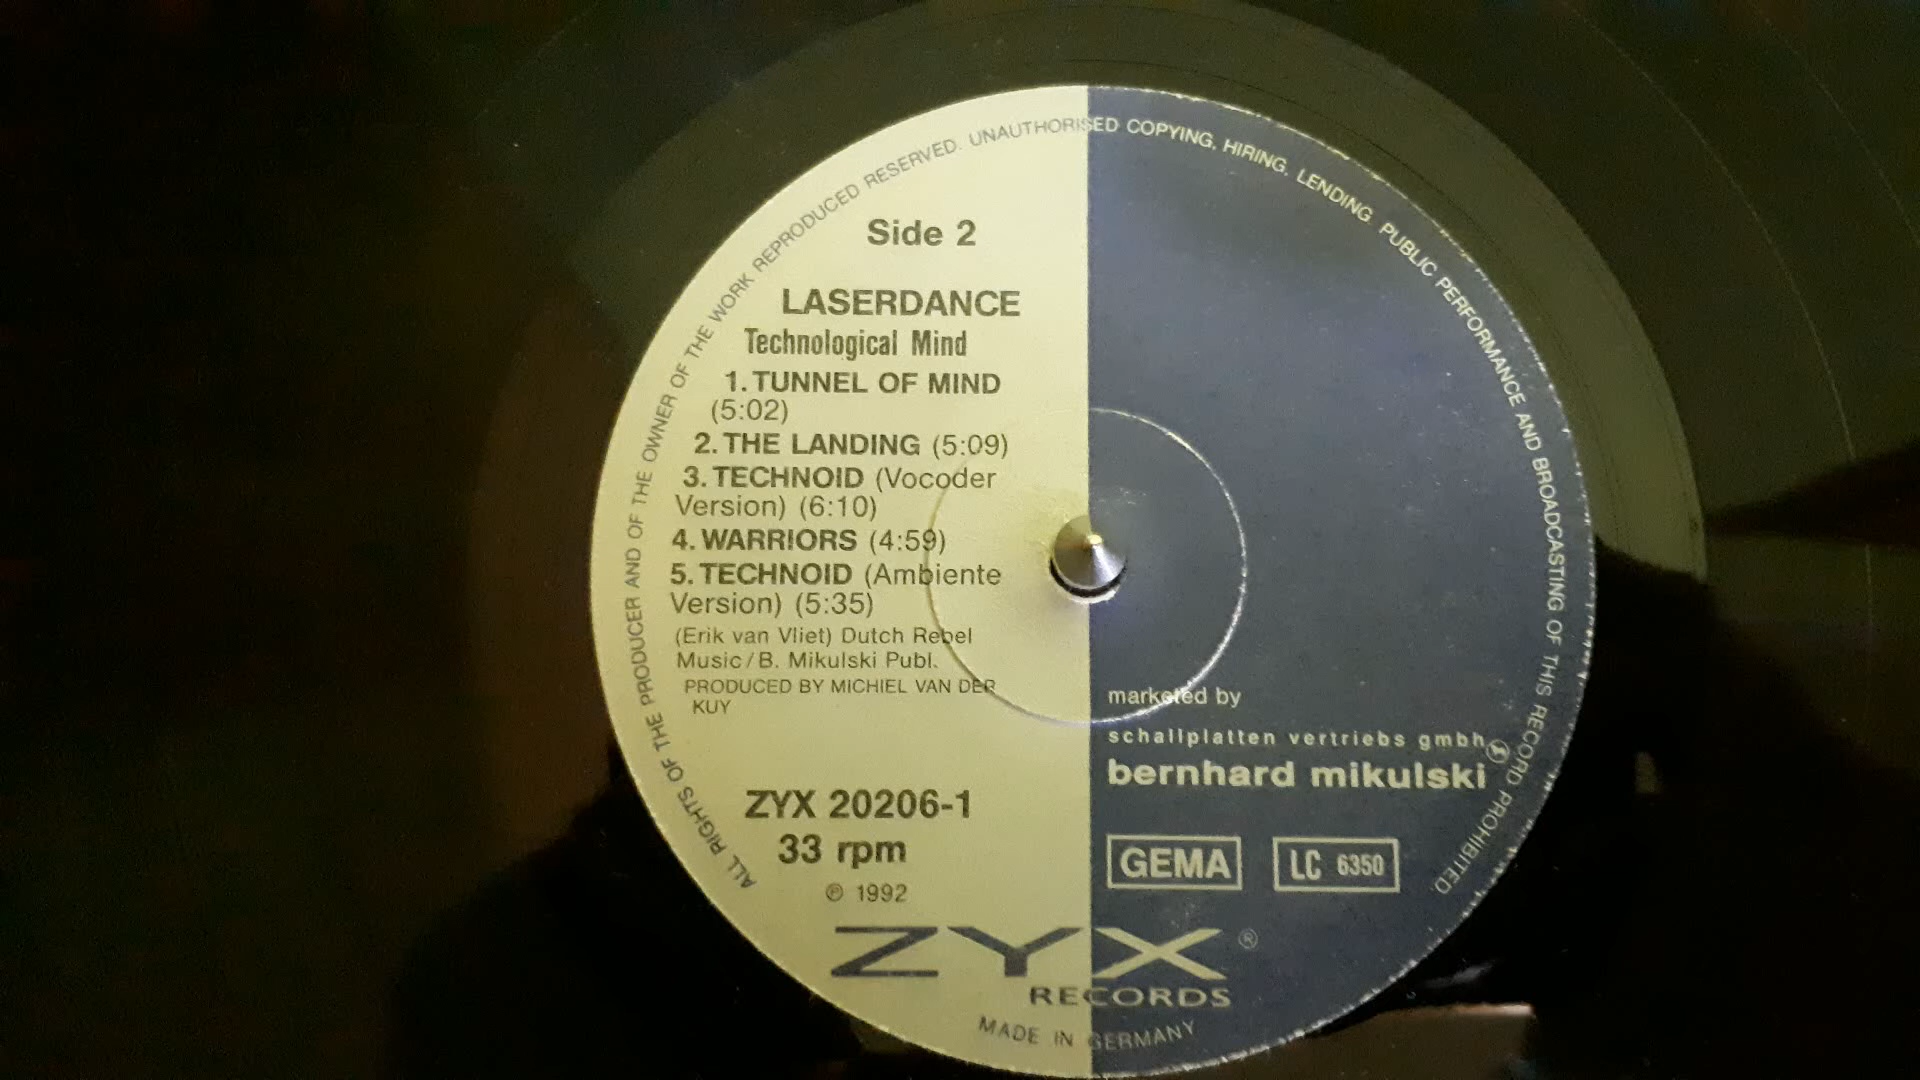 ALL RIGHTS OF THE PRODUCER AND OF THE OWNER OF THE WORK REPRODUCED RESERVED. UNAUTHORISED COPYING, HIRING, LENDING. PUBLIC PERFORMANCE AND BROADCASTING OF THIS RECORD PROHIBITED.
Side 2
LASERDANCE
Technological Mind
1. TUNNEL OF MIND
(5:02)
2. THE LANDING (5:09)
3. TECHNOID (Vocoder
Version) (6:10)
4. WARRIORS (4:59)
5. TECHNOID (Ambiente
Version) (5:35)
(Erik van Vliet) Dutch Rebel
Music/B. Mikulski Publ.
PRODUCED BY MICHIEL VAN DER
KUY
ZYX 20206-1
33 rpm
℗ 1992
marketed by
schallplatten vertriebs gmbh
bernhard mikulski
GEMA
LC 6350
ZYX ®
RECORDS
MADE IN GERMANY